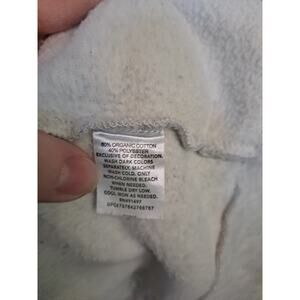 60% ORGANIC COTTON
40% POLYESTER
EXCLUSIVE OF DECORATION.
WASH DARK COLORS
SEPARATELY, MACHINE
WASH COLD, ONLY
NON-CHLORINE BLEACH
WHEN NEEDED.
TUMBLE DRY LOW.
COOL IRON AS NEEDED.